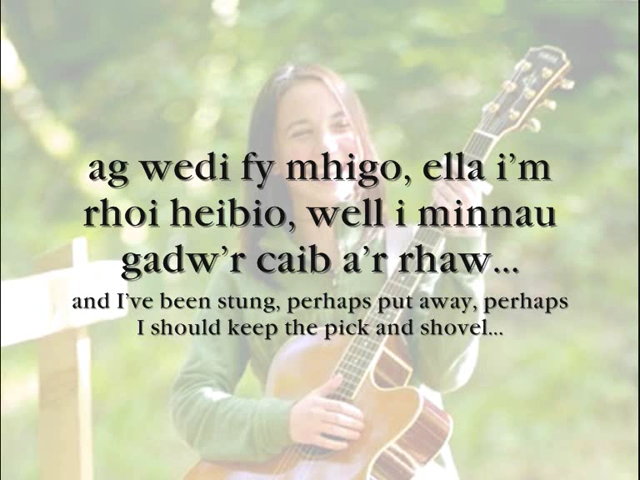 ag wedi fy mhigo, ella i’m
rhoi heibio, well i minnau
gadw’r caib a’r rhaw...
and I’ve been stung, perhaps put away, perhaps
I should keep the pick and shovel...